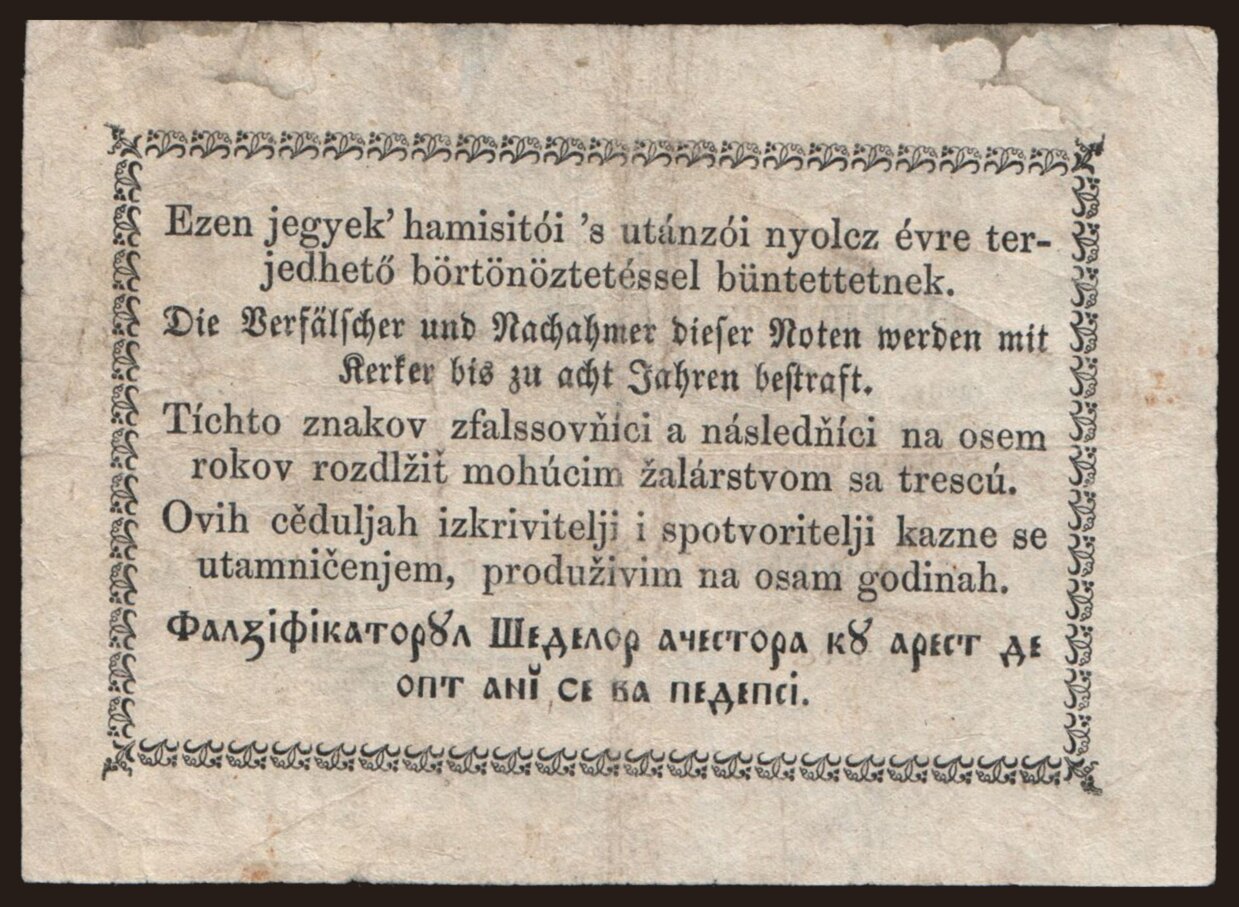 Ezen jegyek’ hamisitói ’s utánzói nyolcz évre ter-
jedhető börtönöztetéssel büntettetnek.
Die Verfälscher und Nachahmer dieser Noten werden mit
Kerker bis zu acht Jahren bestraft.
Tíchto znakov zfalssovňíci a následňíci na osem
rokov rozdlžiť mohúcim žalárstvom sa trescú.
Ovih cěduljah izkrivitelji i spotvoritelji kazne se
utamničenjem, produživim na osam godinah.
Фалзіфікаторꙋл Шеделор ачестора кꙋ арест де
опт ані̆ се ва педепсі.